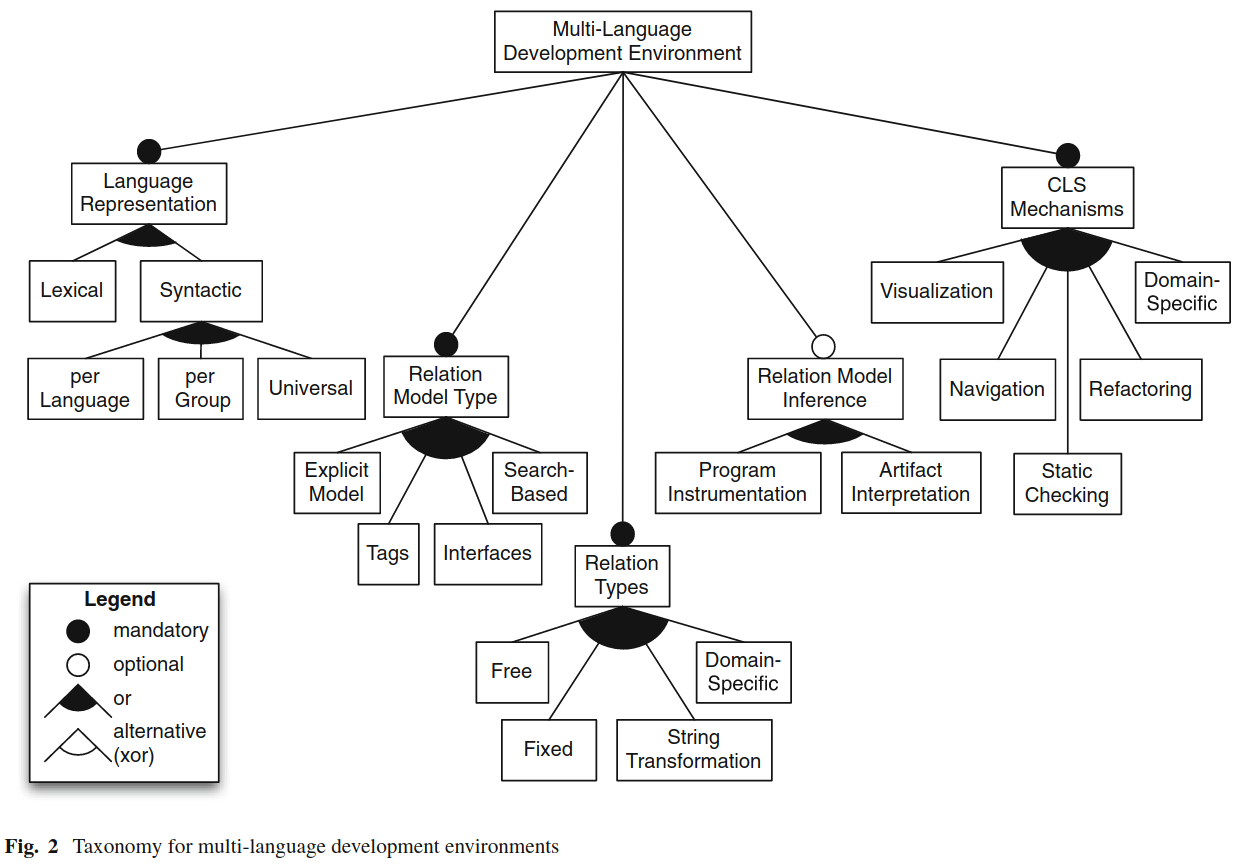 Multi-Language
Development Environment
Language
Representation
CLS
Mechanisms
Lexical
Syntactic
Visualization
Domain-
Specific
per
Language
per
Group
Universal
Relation
Model Type
Relation Model
Inference
Navigation
Refactoring
Explicit
Model
Search-
Based
Program
Instrumentation
Artifact
Interpretation
Static
Checking
Tags
Interfaces
Relation
Types
Legend
mandatory
optional
or
alternative
(xor)
Free
Domain-
Specific
Fixed
String
Transformation
Fig. 2 Taxonomy for multi-language development environments